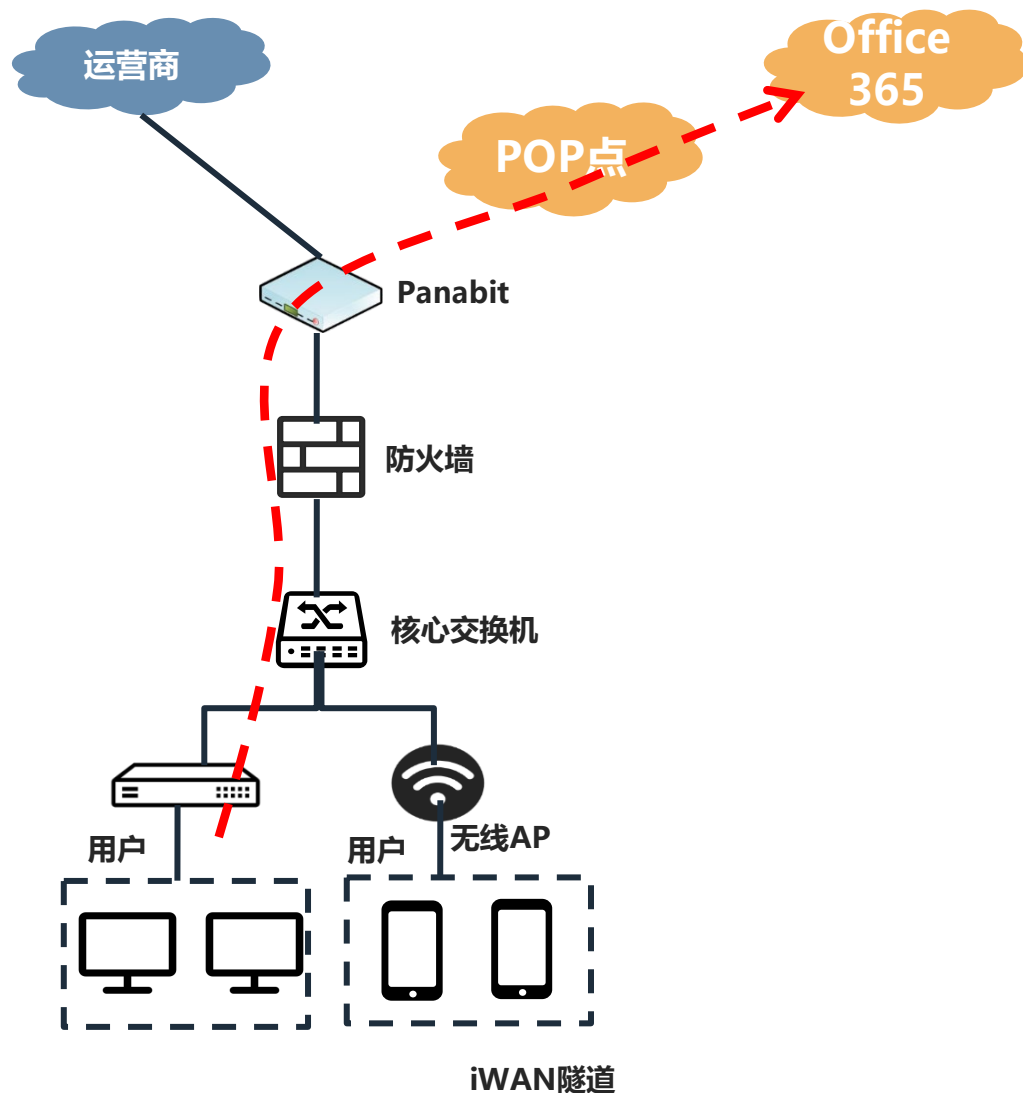 运营商
Office
365
POP点
Panabit
防火墙
核心交换机
用户
用户
无线AP
iWAN隧道